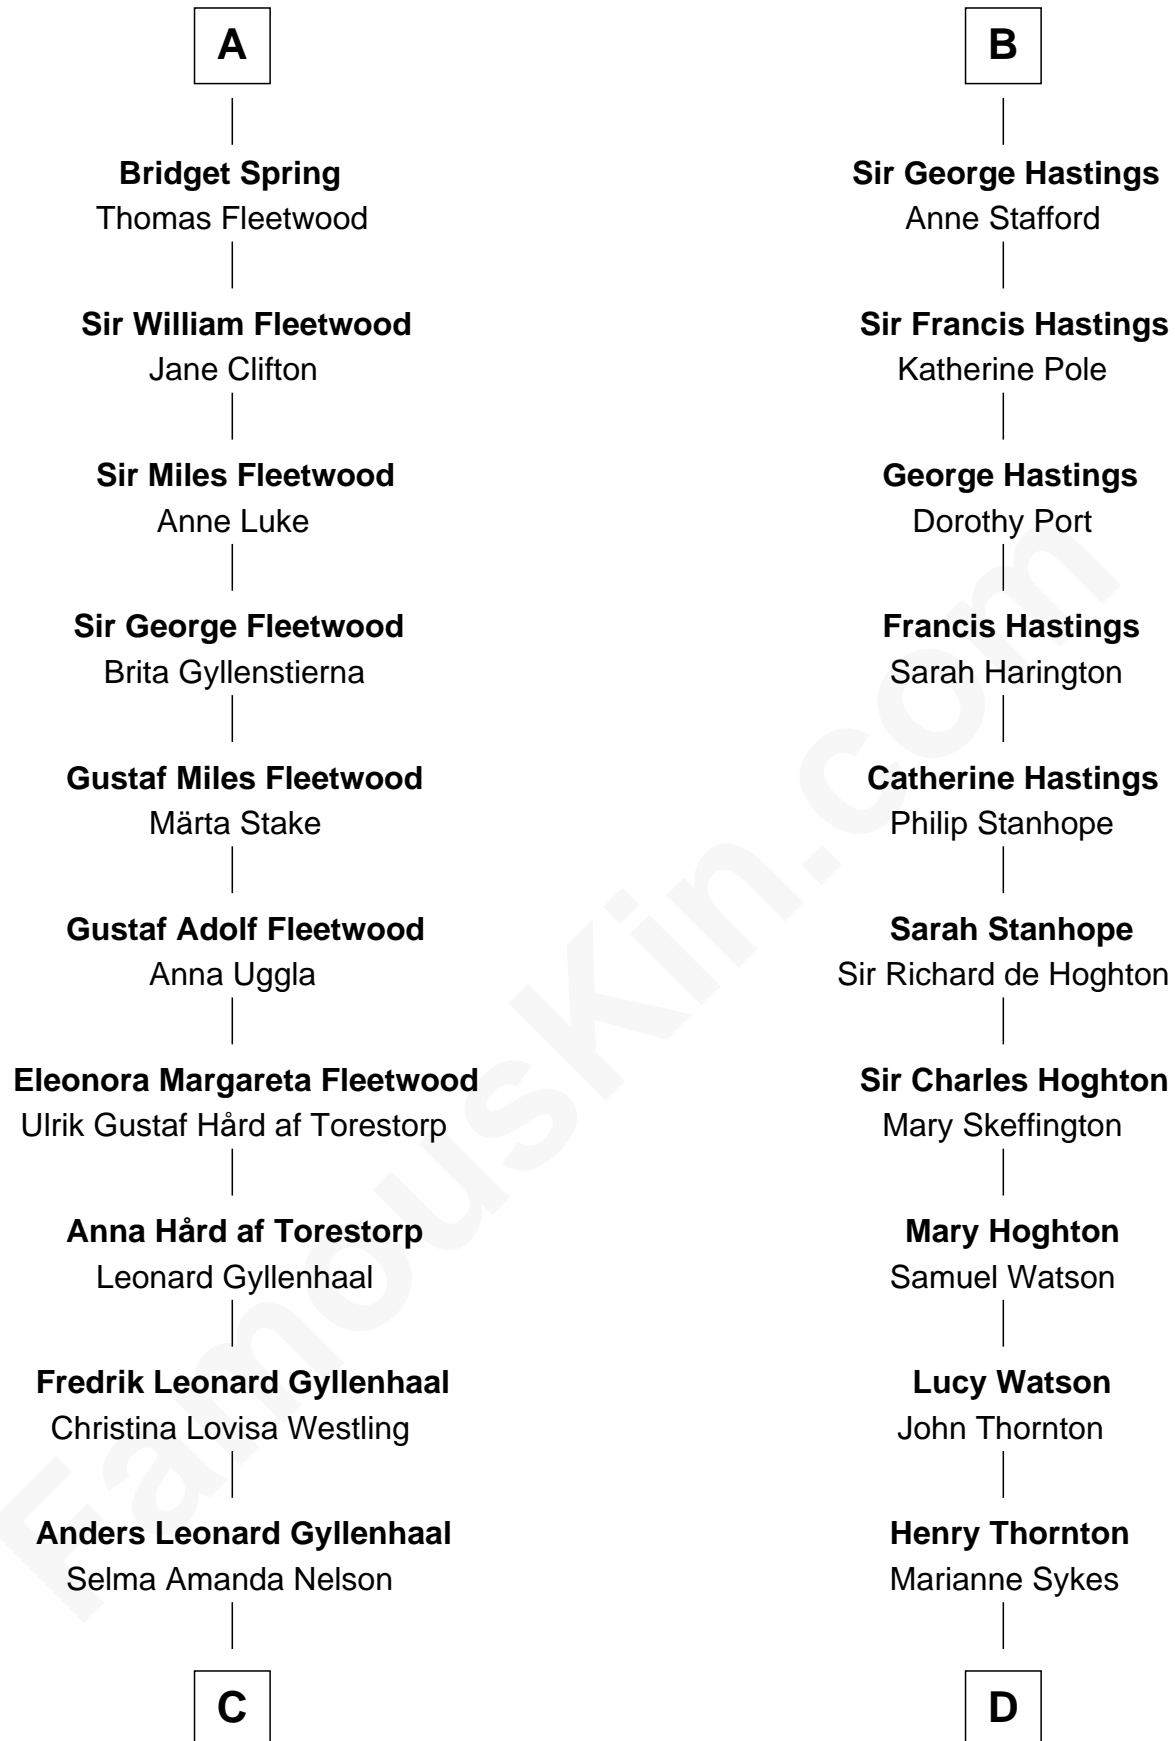 A
Bridget Spring
Thomas Fleetwood
Sir William Fleetwood
Jane Clifton
Sir Miles Fleetwood
Anne Luke
Sir George Fleetwood
Brita Gyllenstierna
Gustaf Miles Fleetwood
Märta Stake
Gustaf Adolf Fleetwood
Anna Uggla
Eleonora Margareta Fleetwood
Ulrik Gustaf Hård af Torestorp
Anna Hård af Torestorp
Leonard Gyllenhaal
Fredrik Leonard Gyllenhaal
Christina Lovisa Westling
Anders Leonard Gyllenhaal
Selma Amanda Nelson
C
B
Sir George Hastings
Anne Stafford
Sir Francis Hastings
Katherine Pole
George Hastings
Dorothy Port
Francis Hastings
Sarah Harington
Catherine Hastings
Philip Stanhope
Sarah Stanhope
Sir Richard de Hoghton
Sir Charles Hoghton
Mary Skeffington
Mary Hoghton
Samuel Watson
Lucy Watson
John Thornton
Henry Thornton
Marianne Sykes
D
FamousKin.com